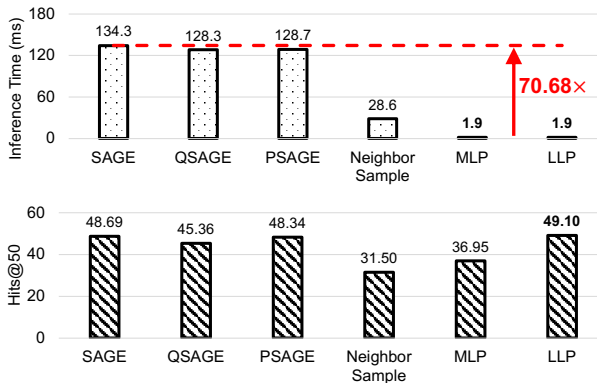 Inference Time (ms)
180
120
60
0
134.3
128.3
128.7
28.6
1.9
1.9
70.68×
SAGE
QSAGE
PSAGE
Neighbor
Sample
MLP
LLP
Hits@50
60
40
20
0
48.69
45.36
48.34
31.50
36.95
49.10
SAGE
QSAGE
PSAGE
Neighbor
Sample
MLP
LLP